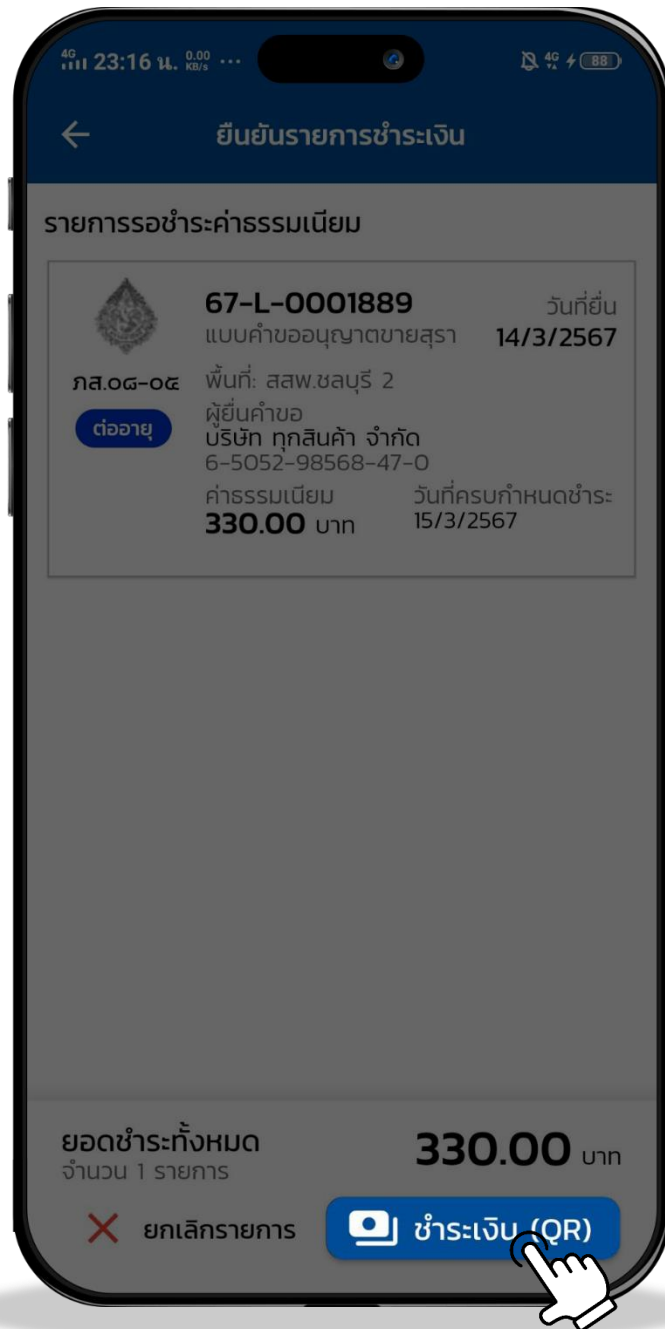 4G 23:16 น. 0.00 KB/s ... 4G 88
ยืนยันรายการชำระเงิน
รายการรอชำระค่าธรรมเนียม
67-L-0001889 วันที่ยื่น
แบบคำขออนุญาตขายสุรา 14/3/2567
ภส.๐๘-๐๕ พื้นที่: สสพ.ชลบุรี 2
ต่ออายุ ผู้ยื่นคำขอ
บริษัท ทุกสินค้า จำกัด
6-5052-98568-47-0
ค่าธรรมเนียม วันที่ครบกำหนดชำระ
330.00 บาท 15/3/2567
ยอดชำระทั้งหมด 330.00 บาท
จำนวน 1 รายการ
ยกเลิกรายการ ชำระเงิน (QR)